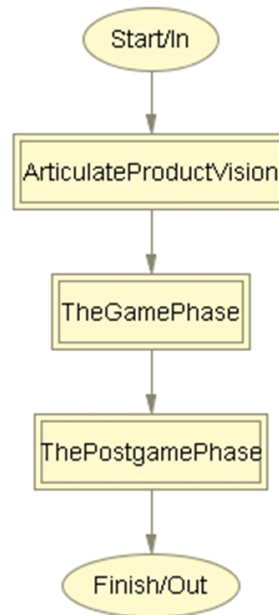 Start/In
ArticulateProductVision
TheGamePhase
ThePostgamePhase
Finish/Out